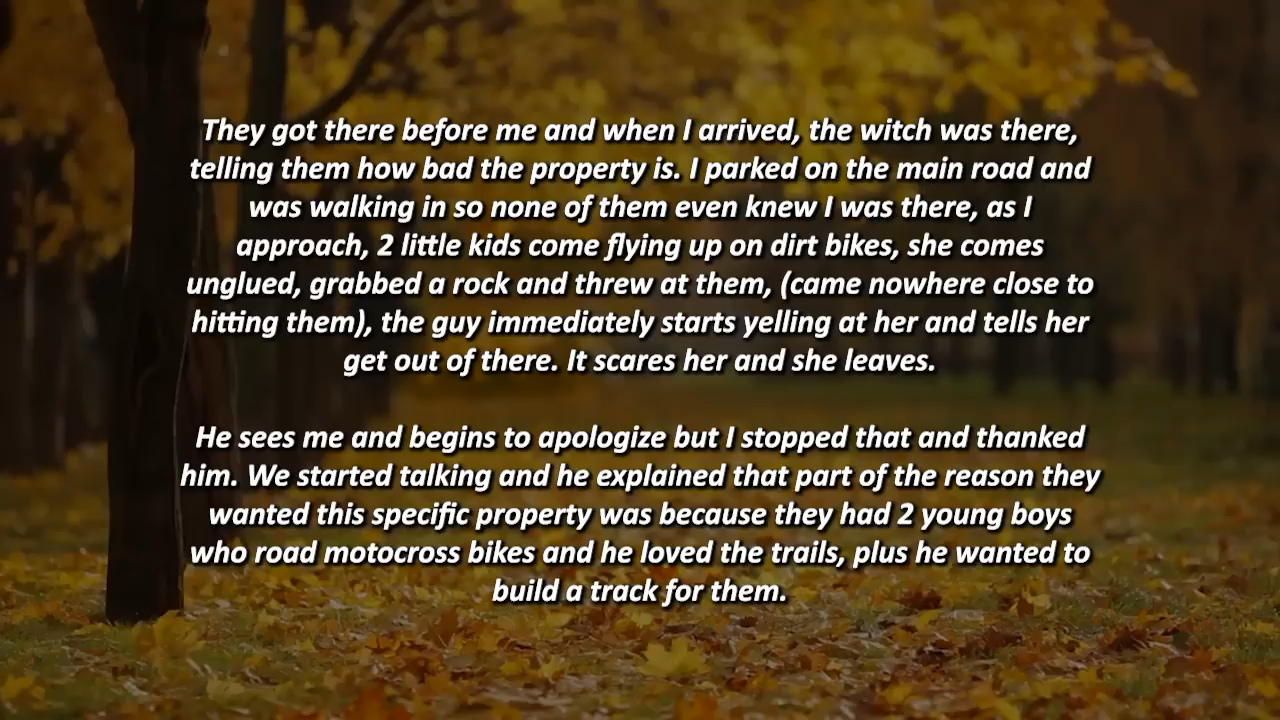 They got there before me and when I arrived, the witch was there,
telling them how bad the property is. I parked on the main road and
was walking in so none of them even knew I was there, as I
approach, 2 little kids come flying up on dirt bikes, she comes
unglued, grabbed a rock and threw at them, (came nowhere close to
hitting them), the guy immediately starts yelling at her and tells her
get out of there. It scares her and she leaves.
He sees me and begins to apologize but I stopped that and thanked
him. We started talking and he explained that part of the reason they
wanted this specific property was because they had 2 young boys
who road motocross bikes and he loved the trails, plus he wanted to
build a track for them.